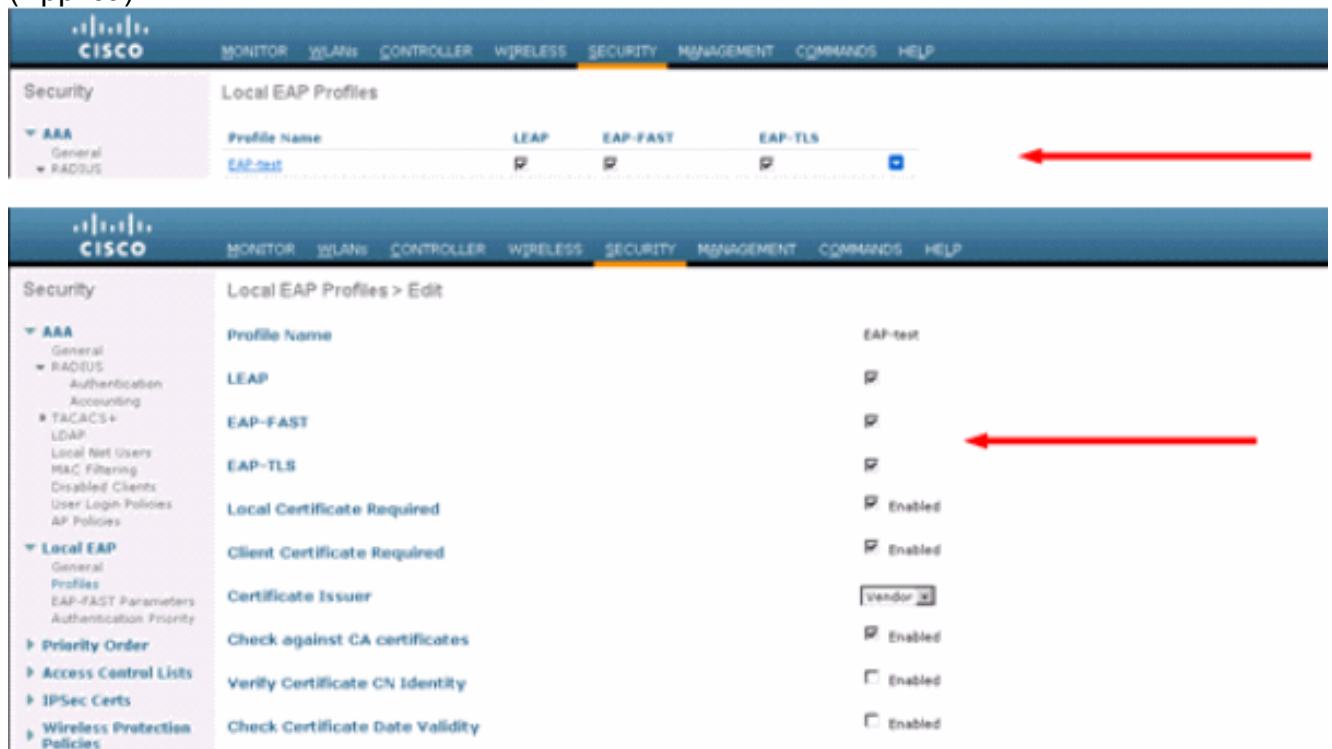 CISCO
MONITOR WLANs CONTROLLER WIRELESS SECURITY MANAGEMENT COMMANDS HELP
Security
Local EAP Profiles
AAA
General
RADIUS
Profile Name LEAP EAP-FAST EAP-TLS
EAP-test
CISCO
MONITOR WLANs CONTROLLER WIRELESS SECURITY MANAGEMENT COMMANDS HELP
Security
Local EAP Profiles > Edit
AAA
General
RADIUS
Authentication
Accounting
TACACS+
LDAP
Local Net Users
MAC Filtering
Disabled Clients
User Login Policies
AP Policies
Local EAP
General
Profiles
EAP-FAST Parameters
Authentication Priority
Priority Order
Access Control Lists
IPSec Certs
Wireless Protection
Policies
Profile Name EAP-test
LEAP
EAP-FAST
EAP-TLS
Local Certificate Required Enabled
Client Certificate Required Enabled
Certificate Issuer Vendor
Check against CA certificates Enabled
Verify Certificate CN Identity Enabled
Check Certificate Date Validity Enabled